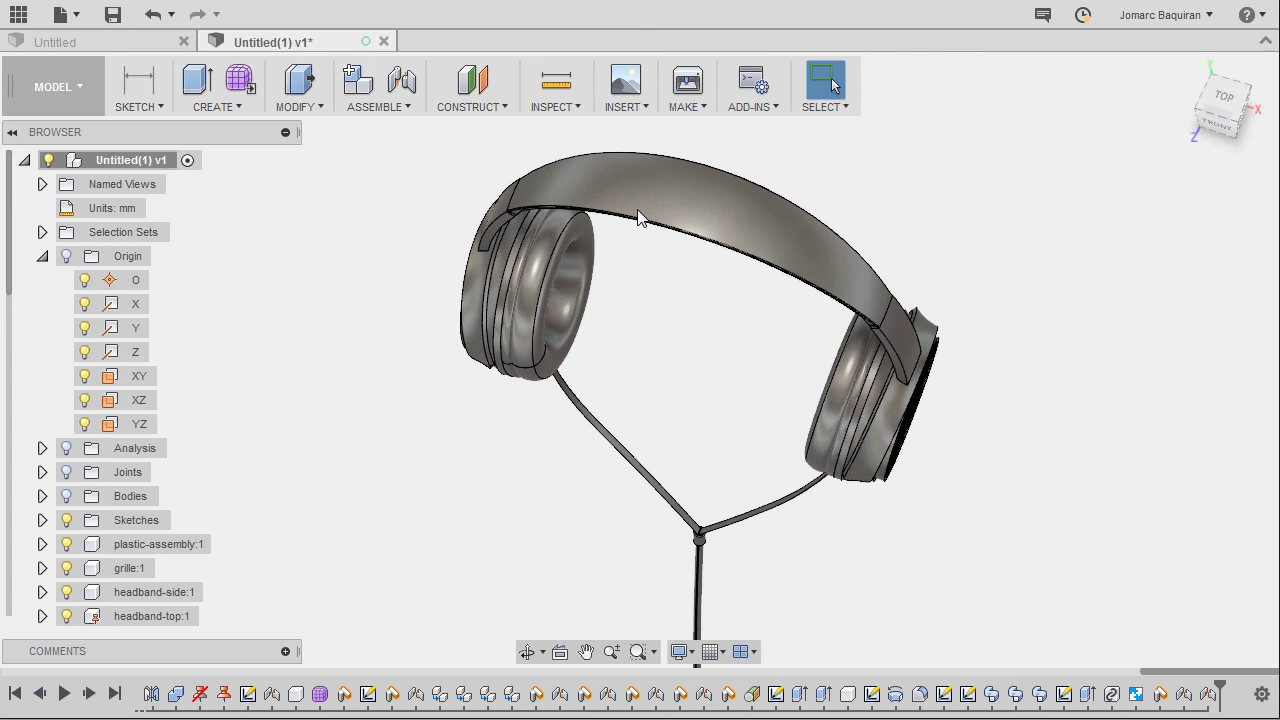 Jomarc Baquiran
Untitled
Untitled(1) v1*
MODEL
SKETCH
CREATE
MODIFY
ASSEMBLE
CONSTRUCT
INSPECT
INSERT
MAKE
ADD-INS
SELECT
Y
TOP
X
FRONT
Z
BROWSER
Untitled(1) v1
Named Views
Units: mm
Selection Sets
Origin
O
X
Y
Z
XY
XZ
YZ
Analysis
Joints
Bodies
Sketches
plastic-assembly:1
grille:1
headband-side:1
headband-top:1
COMMENTS